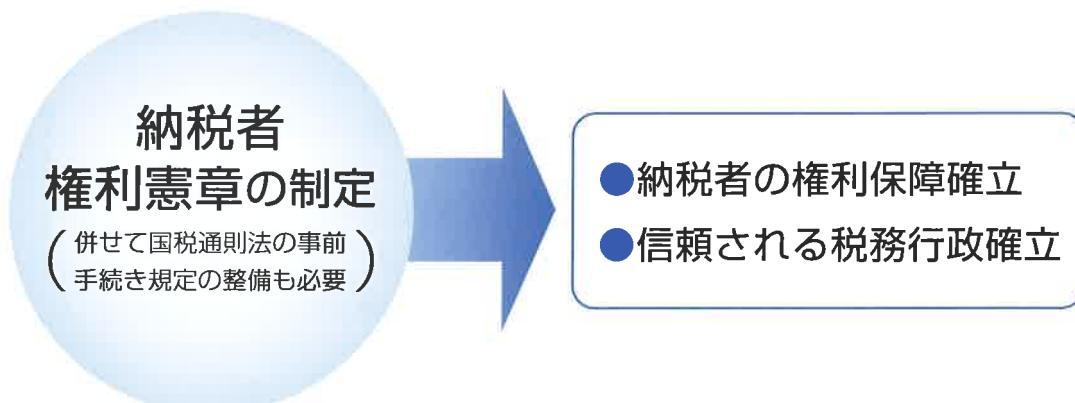 納税者
権利憲章の制定
(併せて国税通則法の事前
手続き規定の整備も必要)
●納税者の権利保障確立
●信頼される税務行政確立